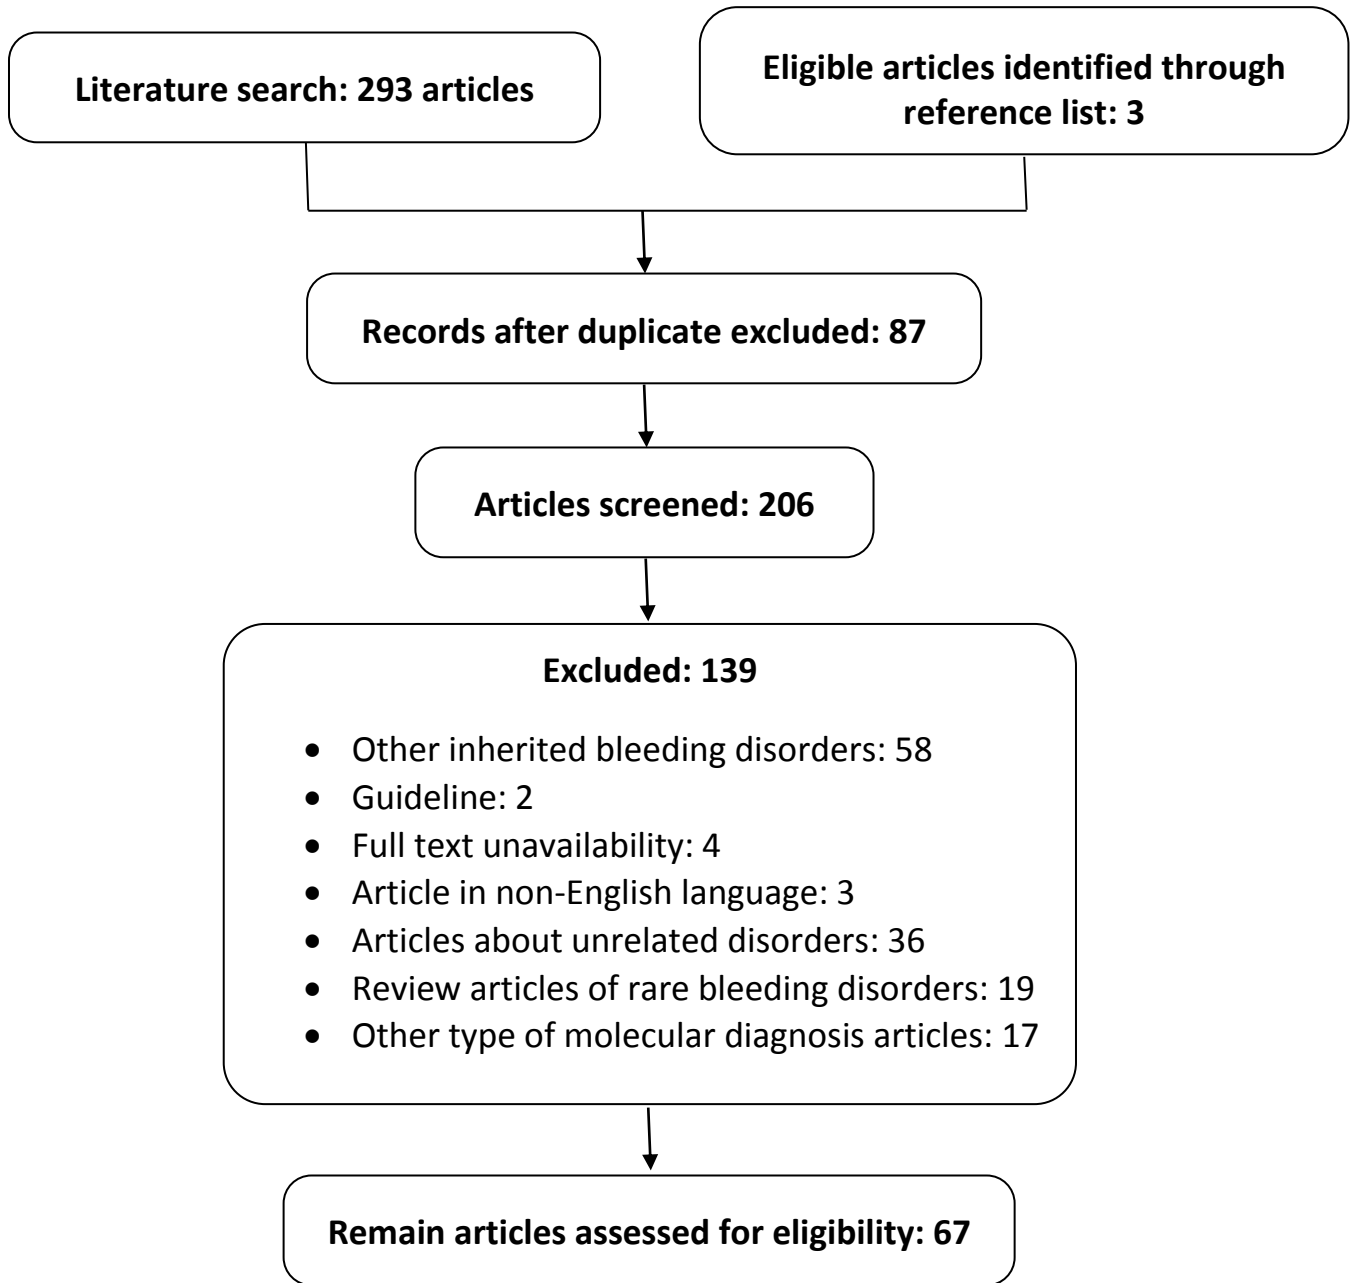 Literature search: 293 articles
Eligible articles identified through
reference list: 3
Records after duplicate excluded: 87
Articles screened: 206
Excluded: 139
• Other inherited bleeding disorders: 58
• Guideline: 2
• Full text unavailability: 4
• Article in non-English language: 3
• Articles about unrelated disorders: 36
• Review articles of rare bleeding disorders: 19
• Other type of molecular diagnosis articles: 17
Remain articles assessed for eligibility: 67